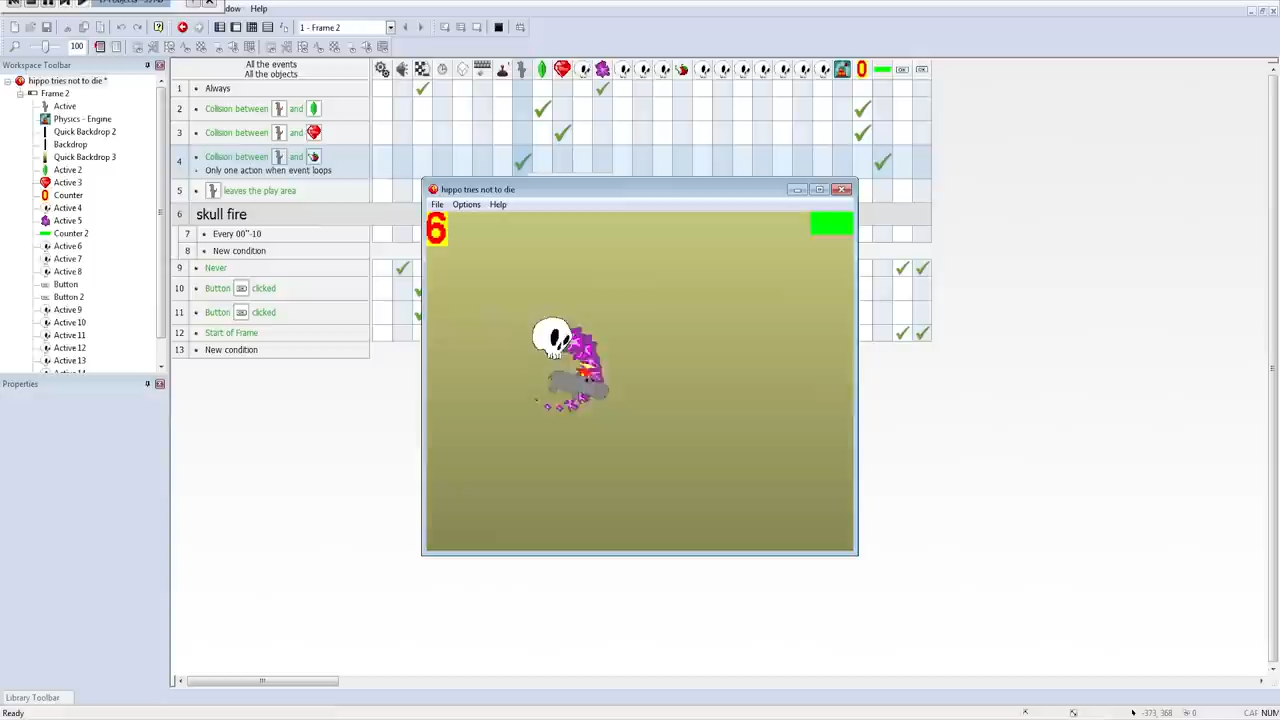 dow Help
1 - Frame 2
100
Workspace Toolbar
hippo tries not to die *
Frame 2
Active
Physics - Engine
Quick Backdrop 2
Backdrop
Quick Backdrop 3
Active 2
Active 3
Counter
Active 4
Active 5
Counter 2
Active 6
Active 7
Active 8
Button
Button 2
Active 9
Active 10
Active 11
Active 12
Active 13
Properties
Library Toolbar
Ready
All the events
All the objects
1 • Always
2 • Collision between and
3 • Collision between and
4 • Collision between and
• Only one action when event loops
5 • leaves the play area
6 skull fire
7 • Every 00"-10
8 • New condition
9 • Never
10 • Button clicked
11 • Button clicked
12 • Start of Frame
13 • New condition
hippo tries not to die
File Options Help
6
-373, 368
0
CAF NUM